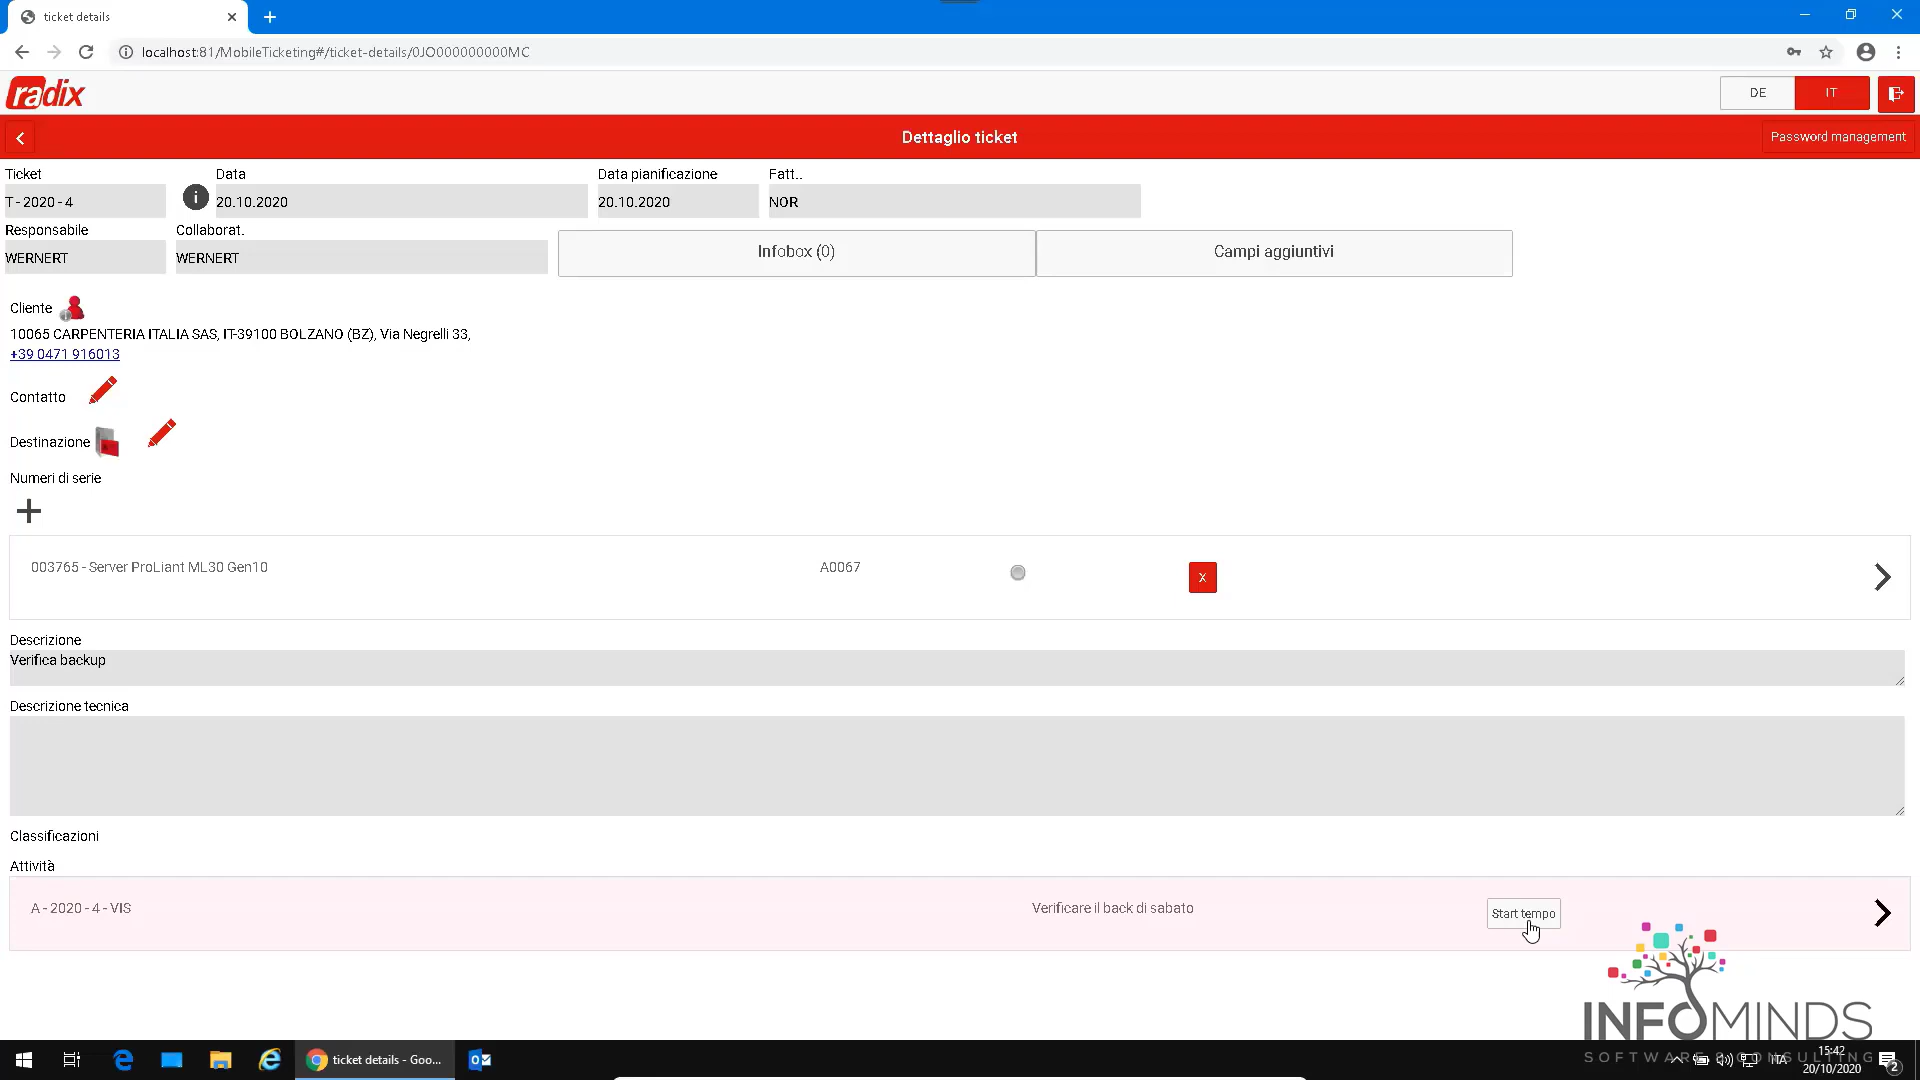 ticket details
localhost:81/MobileTicketing#/ticket-details/0JO000000000MC
radix
DE
IT
Dettaglio ticket
Password management
Ticket
Data
Data pianificazione
Fatt..
T - 2020 - 4
i
20.10.2020
20.10.2020
NOR
Responsabile
Collaborat.
WERNERT
WERNERT
Infobox (0)
Campi aggiuntivi
Cliente
10065 CARPENTERIA ITALIA SAS, IT-39100 BOLZANO (BZ), Via Negrelli 33,
+39 0471 916013
Contatto
Destinazione
Numeri di serie
003765 - Server ProLiant ML30 Gen10
A0067
X
Descrizione
Verifica backup
Descrizione tecnica
Classificazioni
Attività
A - 2020 - 4 - VIS
Verificare il back di sabato
Start tempo
INFOMINDS
SOFTWARE & CONSULTING
ticket details - Goo...
ITA
15:42
20/10/2020
2